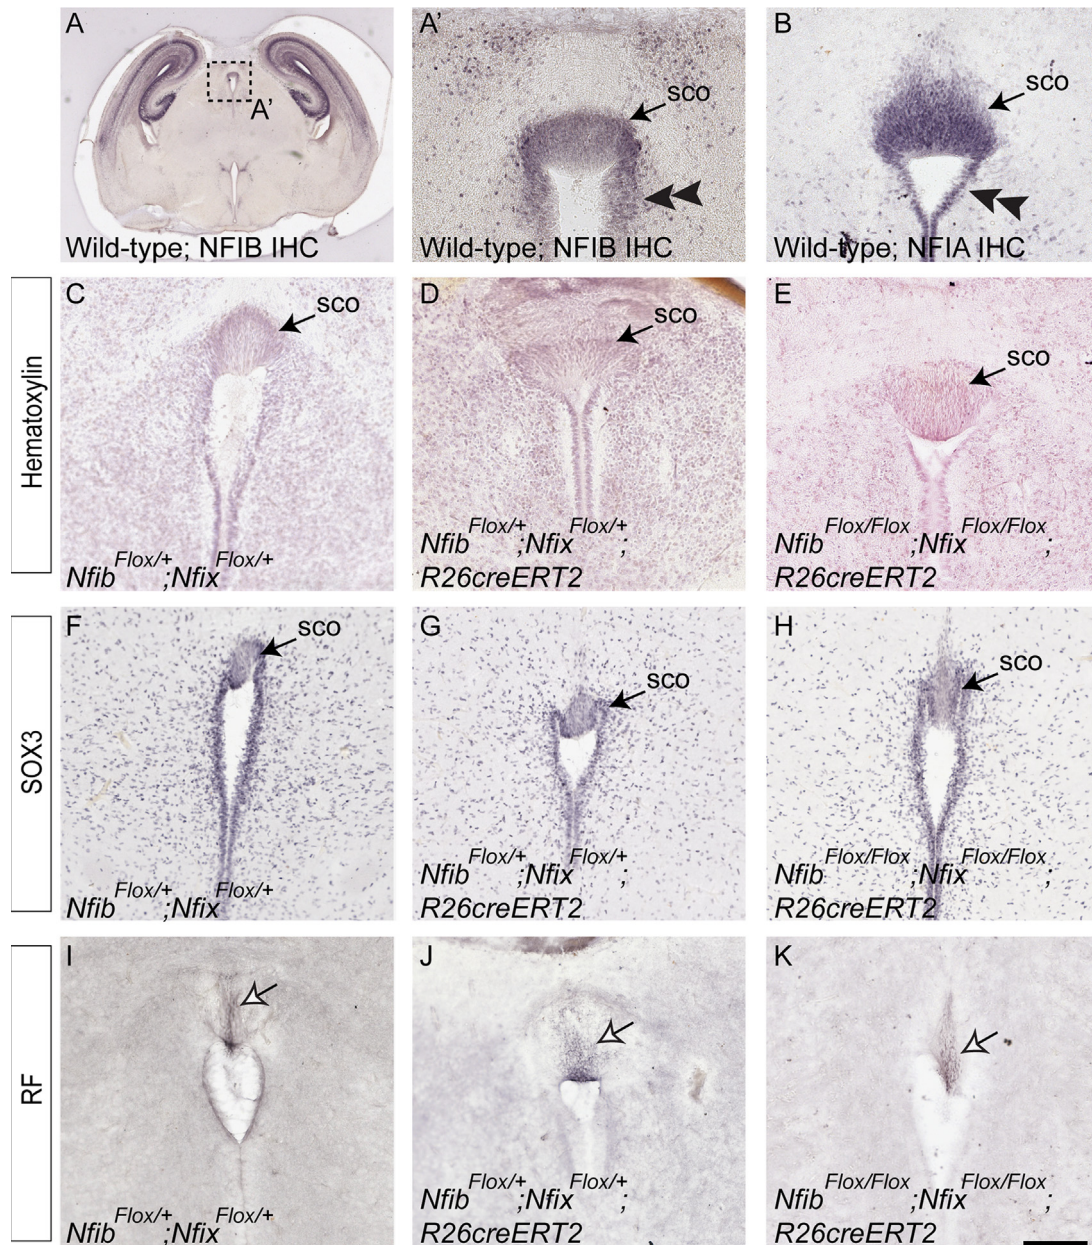 A
A'
Wild-type; NFIB IHC
A'
sco
Wild-type; NFIB IHC
B
sco
Wild-type; NFIA IHC
Hematoxylin
C
sco
Nfib Flox/+;Nfix Flox/+
D
sco
Nfib Flox/+;Nfix Flox/+;
R26creERT2
E
sco
Nfib Flox/Flox;Nfix Flox/Flox;
R26creERT2
SOX3
F
sco
Nfib Flox/+;Nfix Flox/+
G
sco
Nfib Flox/+;Nfix Flox/+;
R26creERT2
H
sco
Nfib Flox/Flox;Nfix Flox/Flox;
R26creERT2
RF
I
Nfib Flox/+;Nfix Flox/+
J
Nfib Flox/+;Nfix Flox/+;
R26creERT2
K
Nfib Flox/Flox;Nfix Flox/Flox;
R26creERT2